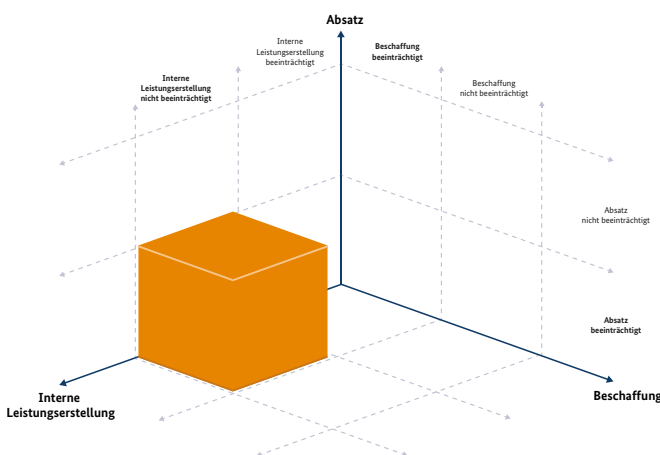 Absatz
Interne
Leistungserstellung
beeinträchtigt
Beschaffung
beeinträchtigt
Interne
Leistungserstellung
nicht beeinträchtigt
Beschaffung
nicht beeinträchtigt
Absatz
nicht beeinträchtigt
Absatz
beeinträchtigt
Interne
Leistungserstellung
Beschaffung